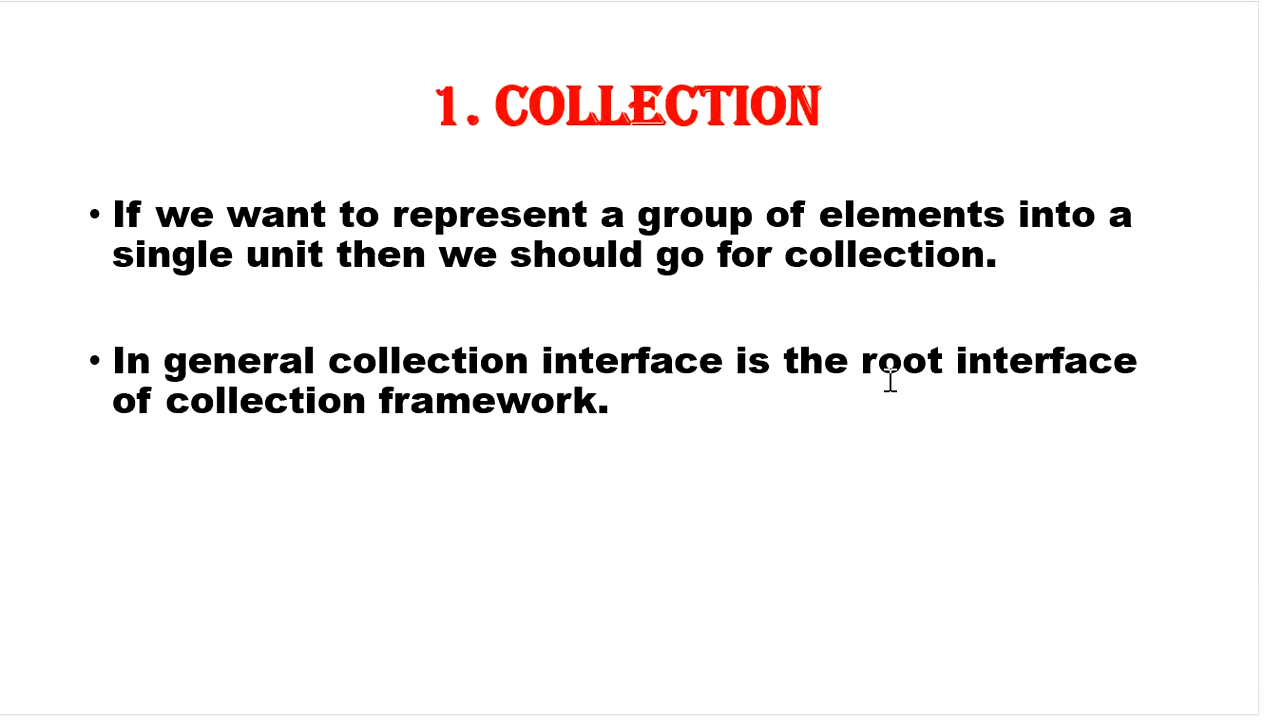 1. COLLECTION
• If we want to represent a group of elements into a
single unit then we should go for collection.
• In general collection interface is the root interface
of collection framework.